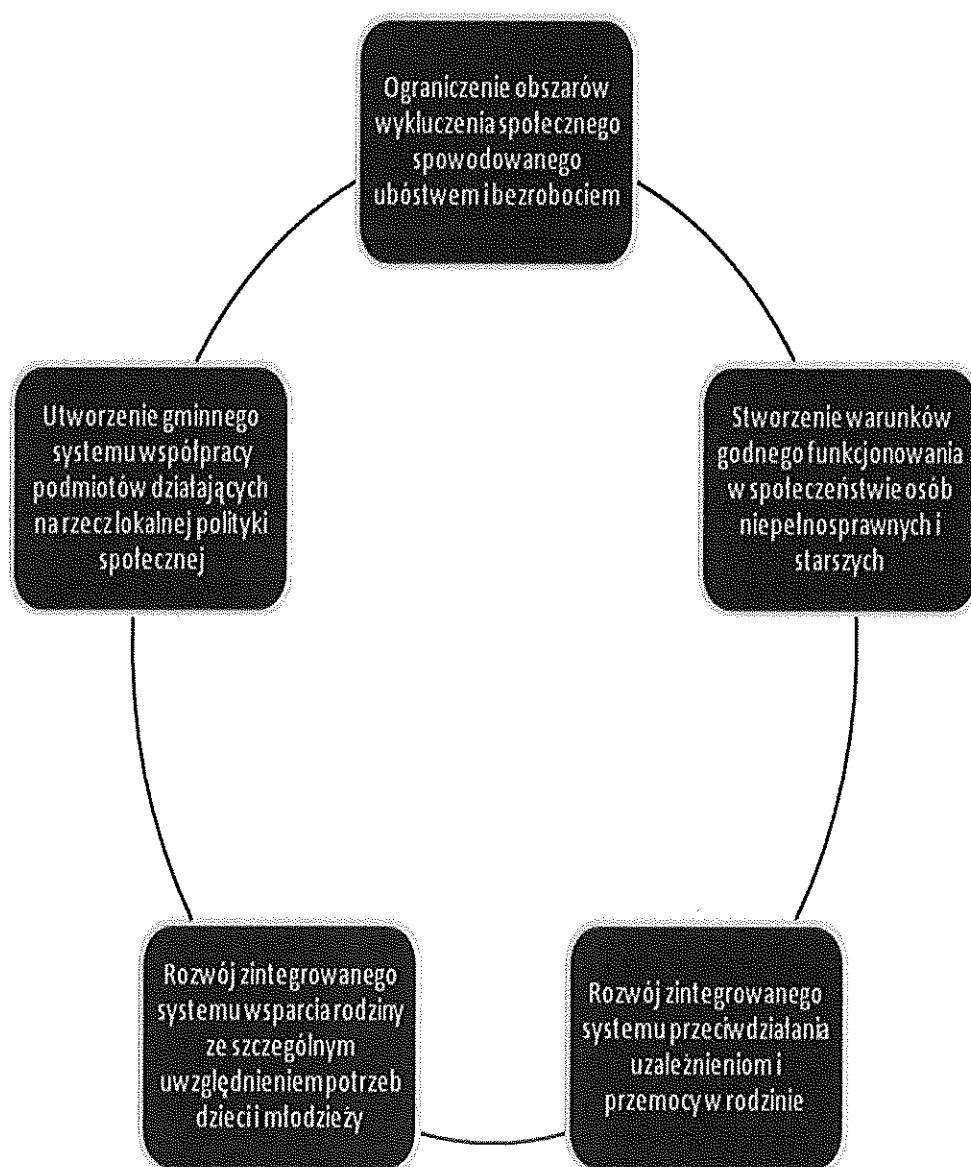 Ograniczenie obszarów
wykluczenia społecznego
spowodowanego
ubóstwem i bezrobociem
Stworzenie warunków
godnego funkcjonowania
w społeczeństwie osób
niepełnosprawnych i
starszych
Rozwój zintegrowanego
systemu przeciwdziałania
uzależnieniom i
przemocy w rodzinie
Rozwój zintegrowanego
systemu wsparcia rodziny
ze szczególnym
uwzględnieniem potrzeb
dzieci i młodzieży
Utworzenie gminnego
systemu współpracy
podmiotów działających
na rzecz lokalnej polityki
społecznej